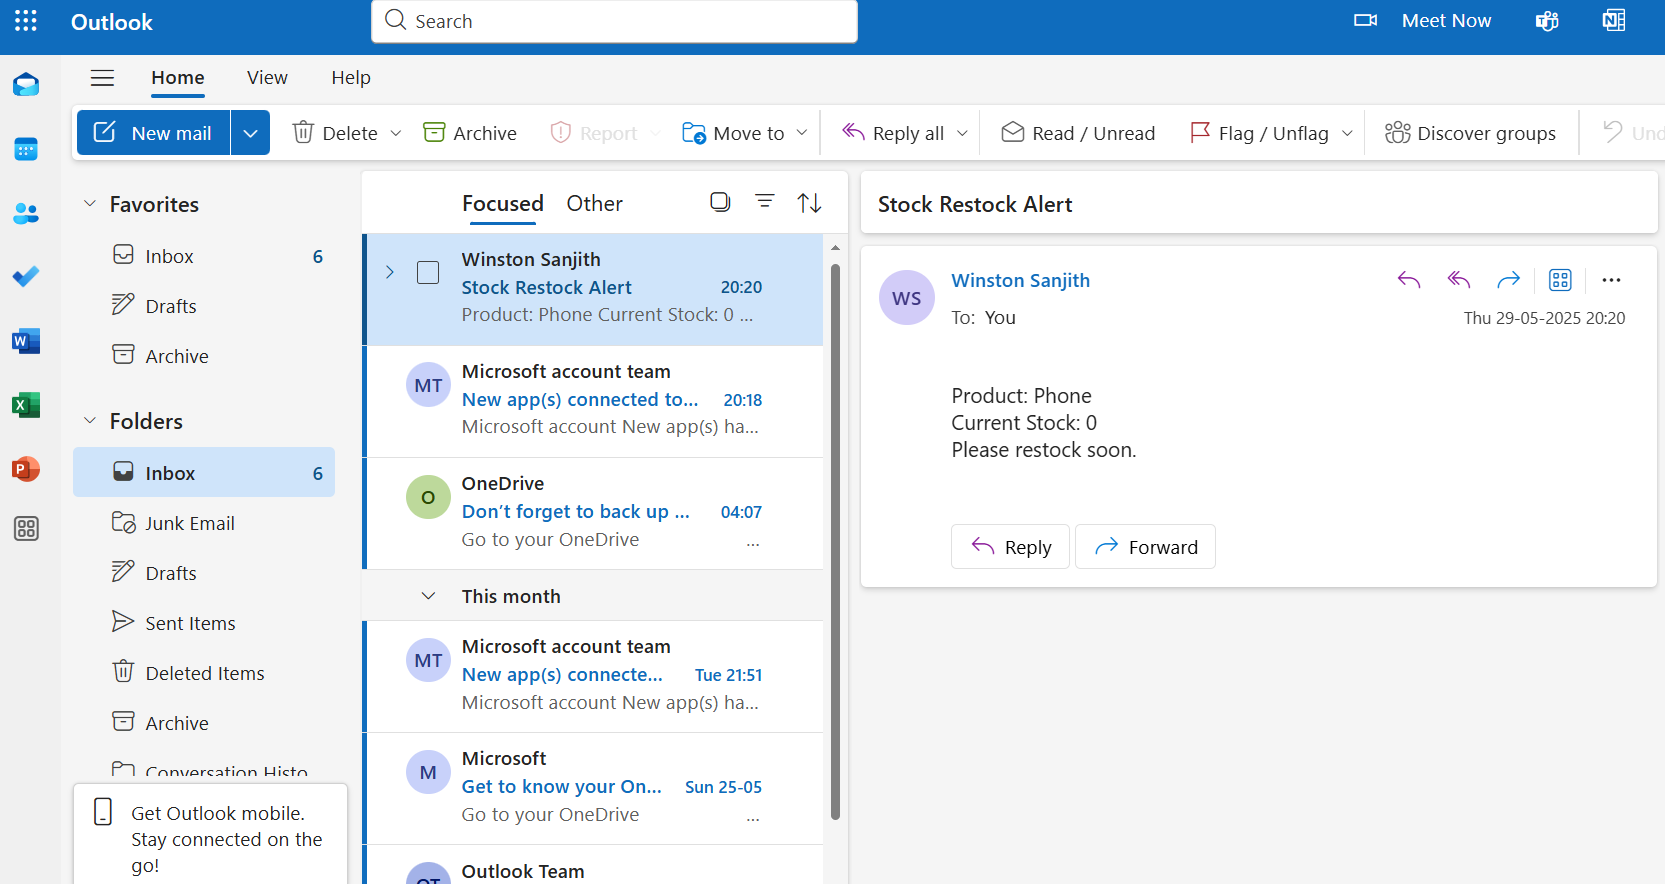 Outlook
Search
Meet Now
Home View Help
New mail Delete Archive Report Move to Reply all Read / Unread Flag / Unflag Discover groups Und
Favorites
Inbox 6
Drafts
Archive
Folders
Inbox 6
Junk Email
Drafts
Sent Items
Deleted Items
Archive
Conversation Histo
Get Outlook mobile.
Stay connected on the
go!
Focused Other
Winston Sanjith
Stock Restock Alert 20:20
Product: Phone Current Stock: 0 ...
MT
Microsoft account team
New app(s) connected to... 20:18
Microsoft account New app(s) ha...
O
OneDrive
Don’t forget to back up ... 04:07
Go to your OneDrive ...
This month
MT
Microsoft account team
New app(s) connecte... Tue 21:51
Microsoft account New app(s) ha...
M
Microsoft
Get to know your On... Sun 25-05
Go to your OneDrive ...
OT
Outlook Team
Stock Restock Alert
WS
Winston Sanjith
To: You
Thu 29-05-2025 20:20
Product: Phone
Current Stock: 0
Please restock soon.
Reply Forward